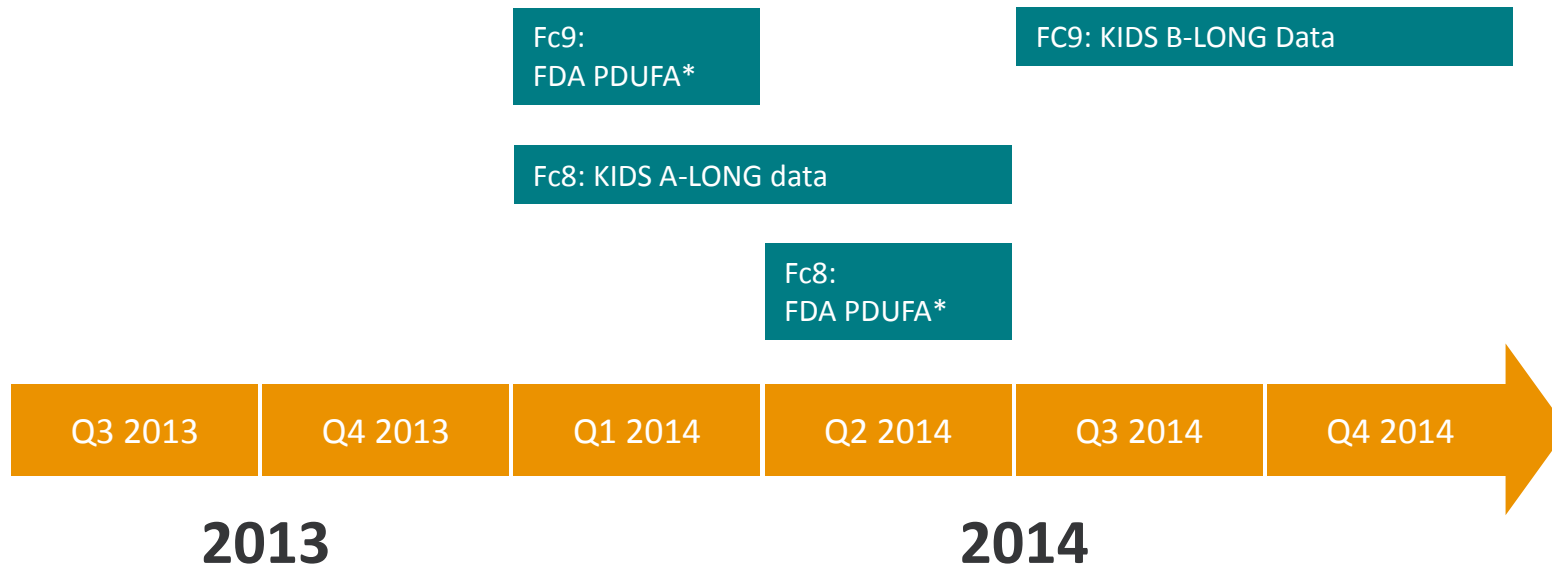 Fc9:
FDA PDUFA*
FC9: KIDS B-LONG Data
Fc8: KIDS A-LONG data
Fc8:
FDA PDUFA*
Q3 2013
Q4 2013
Q1 2014
Q2 2014
Q3 2014
Q4 2014
2013
2014